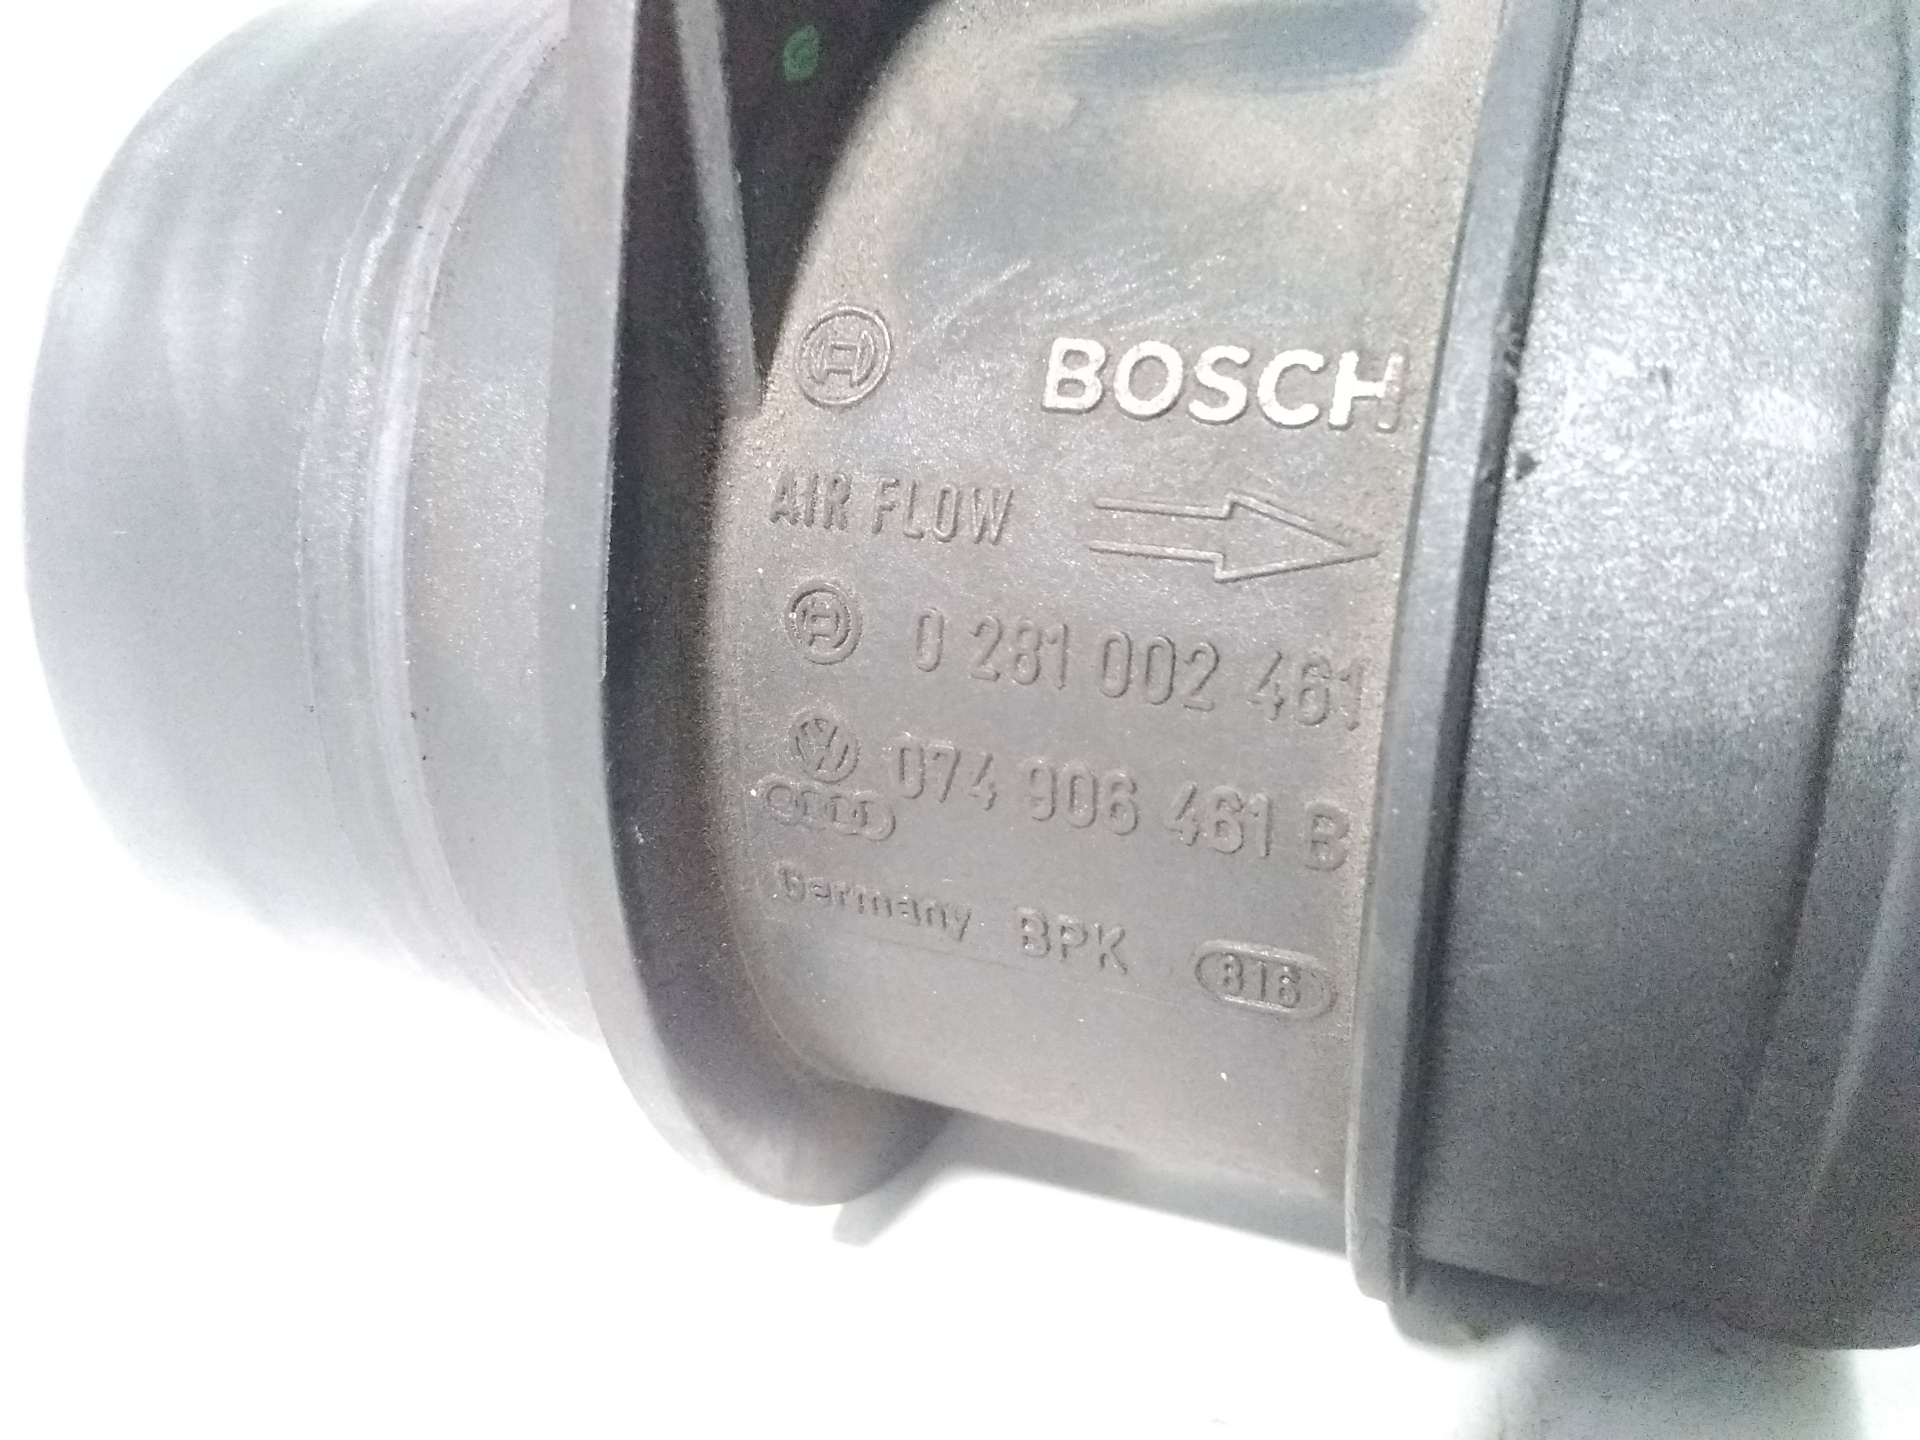 BOSCH
AIR FLOW
0 281 002 461
074 906 461 B
Germany BPK 816